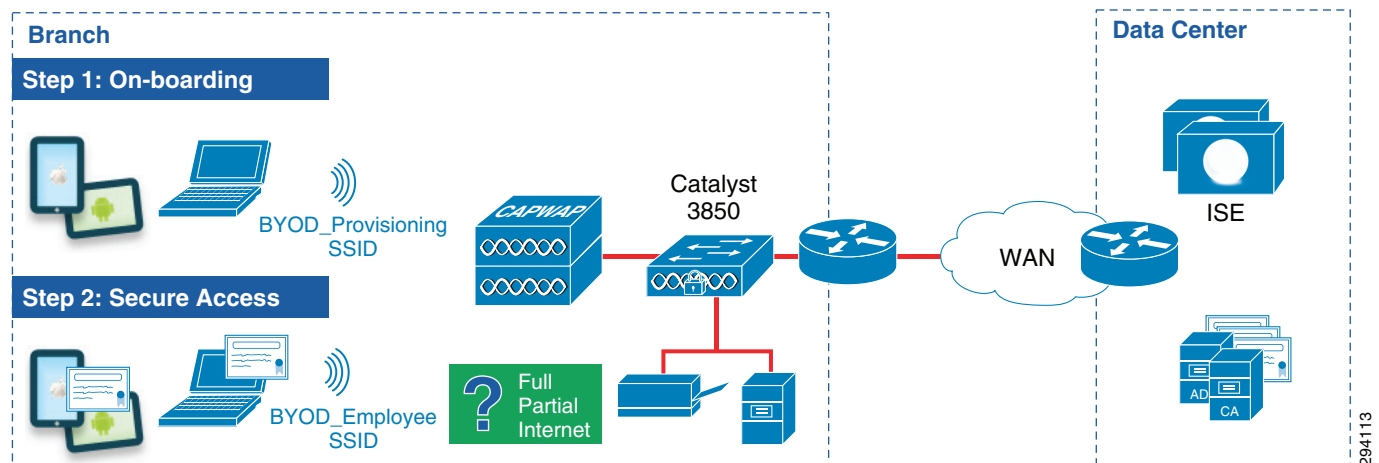 Branch
Step 1: On-boarding
BYOD_Provisioning
SSID
Step 2: Secure Access
BYOD_Employee
SSID
CAPWAP
Catalyst
3850
?
Full
Partial
Internet
WAN
Data Center
ISE
AD
CA
294113